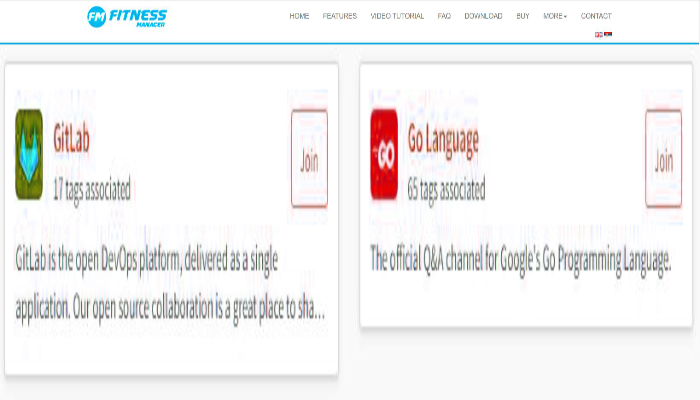 FM FITNESS
MANAGER
HOME FEATURES VIDEO TUTORIAL FAQ DOWNLOAD BUY MORE CONTACT
GitLab
Join
17 tags associated
GitLab is the open DevOps platform, delivered as a single
application. Our open source collaboration is a great place to sha...
GO
Go Language
Join
65 tags associated
The official Q&A channel for Google's Go Programming Language.